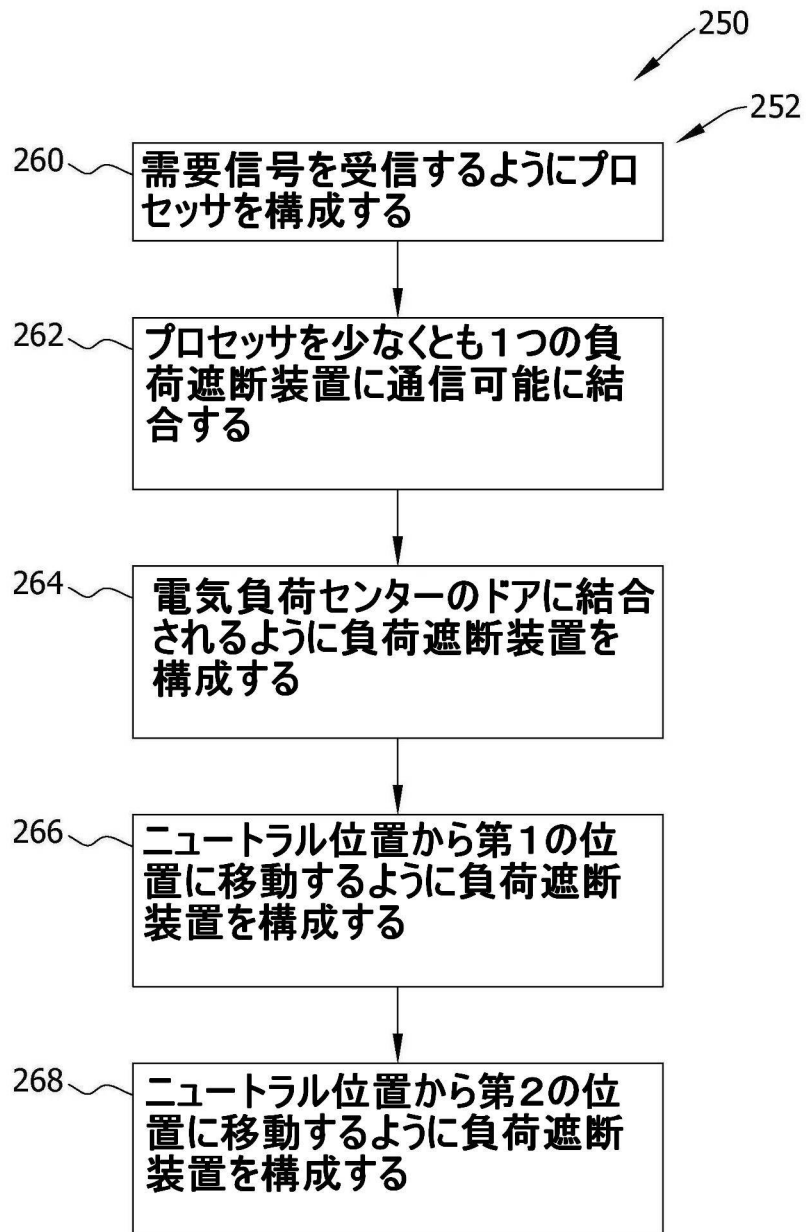 250
252
260
需要信号を受信するようにプロ
セッサを構成する
262
プロセッサを少なくとも１つの負
荷遮断装置に通信可能に結
合する
264
電気負荷センターのドアに結合
されるように負荷遮断装置を
構成する
266
ニュートラル位置から第１の位
置に移動するように負荷遮断
装置を構成する
268
ニュートラル位置から第２の位
置に移動するように負荷遮断
装置を構成する